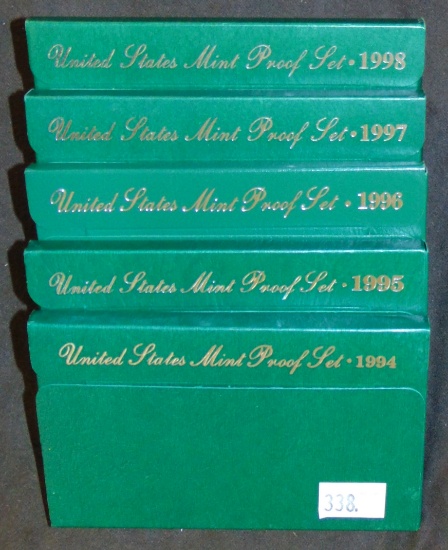 United States Mint Proof Set • 1998
United States Mint Proof Set • 1997
United States Mint Proof Set • 1996
United States Mint Proof Set • 1995
United States Mint Proof Set • 1994
338.